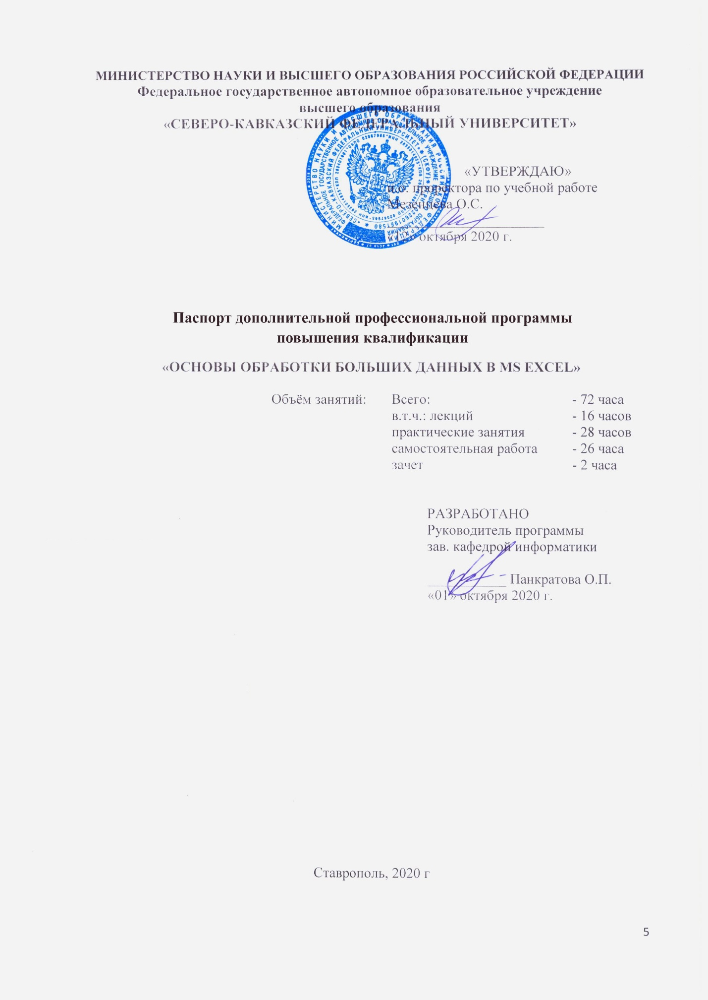 МИНИСТЕРСТВО НАУКИ И ВЫСШЕГО ОБРАЗОВАНИЯ РОССИЙСКОЙ ФЕДЕРАЦИИ
Федеральное государственное автономное образовательное учреждение
высшего образования
«СЕВЕРО-КАВКАЗСКИЙ ФЕДЕРАЛЬНЫЙ УНИВЕРСИТЕТ»
«УТВЕРЖДАЮ»
и.о. проректора по учебной работе
Мезенцева О.С.
«12» октября 2020 г.
Паспорт дополнительной профессиональной программы
повышения квалификации
«ОСНОВЫ ОБРАБОТКИ БОЛЬШИХ ДАННЫХ В MS EXCEL»
Объём занятий: Всего: - 72 часа
в.т.ч.: лекций - 16 часов
практические занятия - 28 часов
самостоятельная работа - 26 часа
зачет - 2 часа
РАЗРАБОТАНО
Руководитель программы
зав. кафедрой информатики
Панкратова О.П.
«01» октября 2020 г.
Ставрополь, 2020 г
5